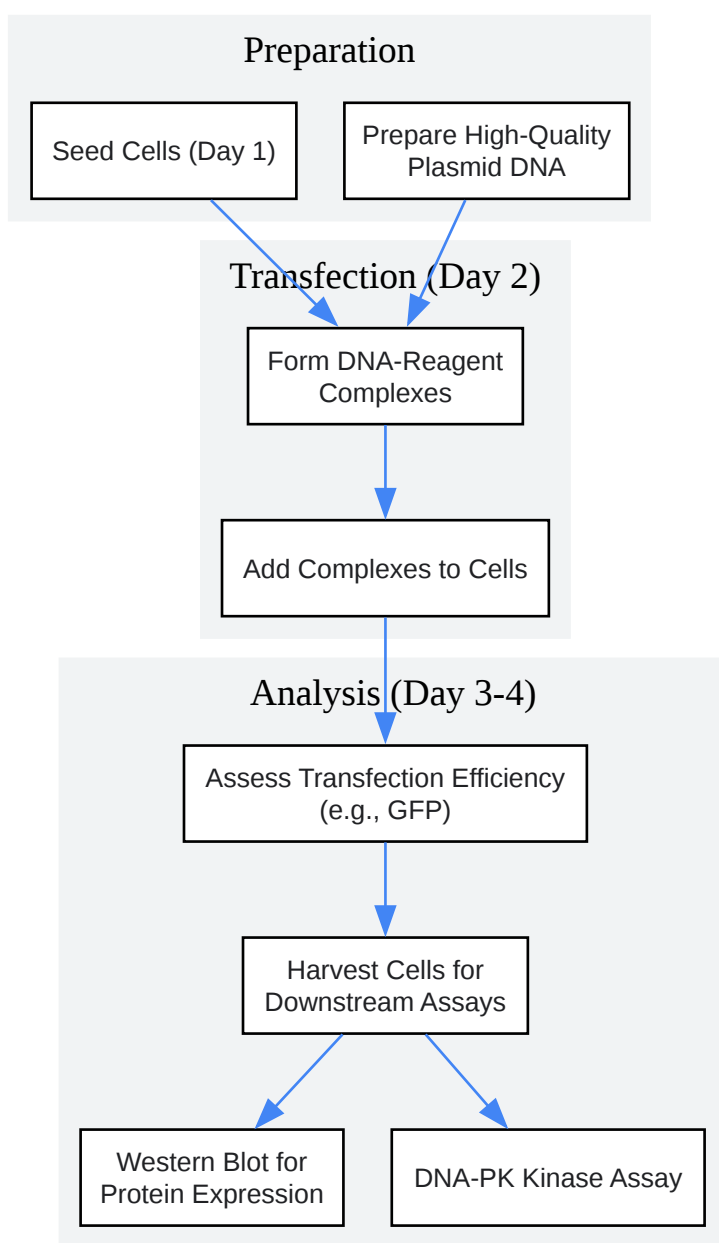 Preparation
Seed Cells (Day 1)
Prepare High-Quality
Plasmid DNA
Transfection (Day 2)
Form DNA-Reagent
Complexes
Add Complexes to Cells
Analysis (Day 3-4)
Assess Transfection Efficiency
(e.g., GFP)
Harvest Cells for
Downstream Assays
Western Blot for
Protein Expression
DNA-PK Kinase Assay